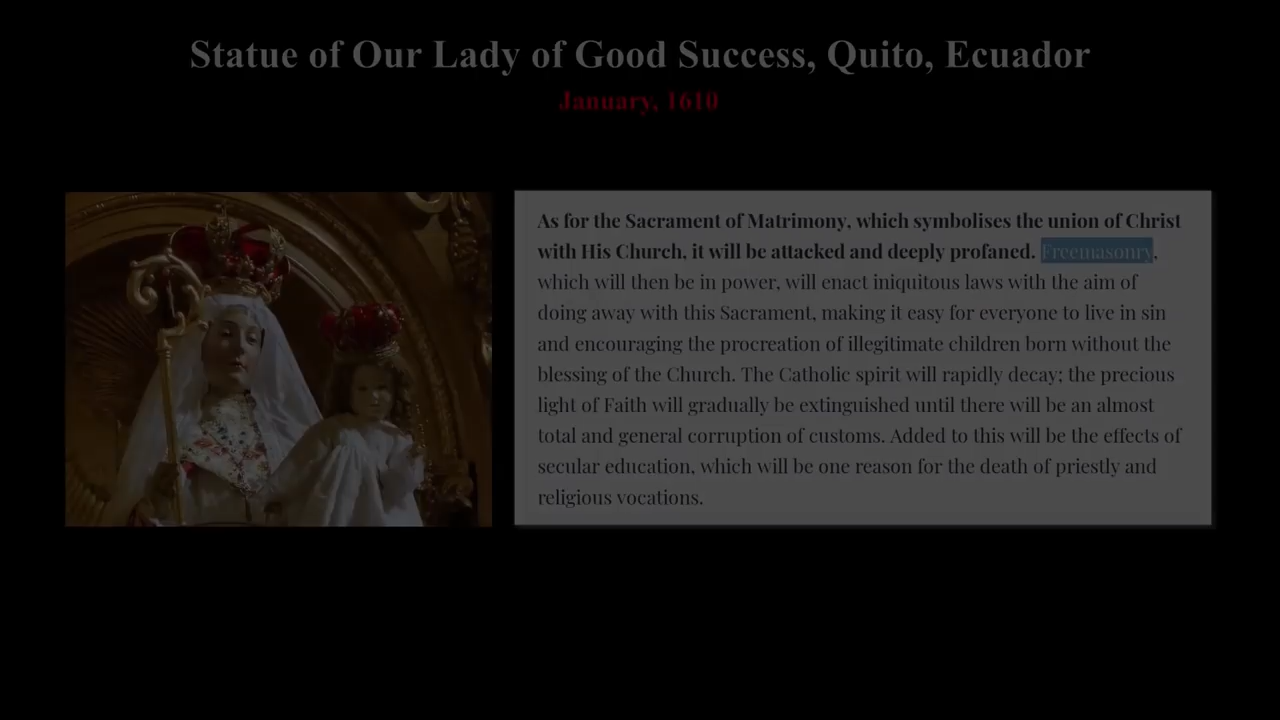 Statue of Our Lady of Good Success, Quito, Ecuador
January, 1610
As for the Sacrament of Matrimony, which symbolises the union of Christ
with His Church, it will be attacked and deeply profaned. Freemasonry,
which will then be in power, will enact iniquitous laws with the aim of
doing away with this Sacrament, making it easy for everyone to live in sin
and encouraging the procreation of illegitimate children born without the
blessing of the Church. The Catholic spirit will rapidly decay; the precious
light of Faith will gradually be extinguished until there will be an almost
total and general corruption of customs. Added to this will be the effects of
secular education, which will be one reason for the death of priestly and
religious vocations.